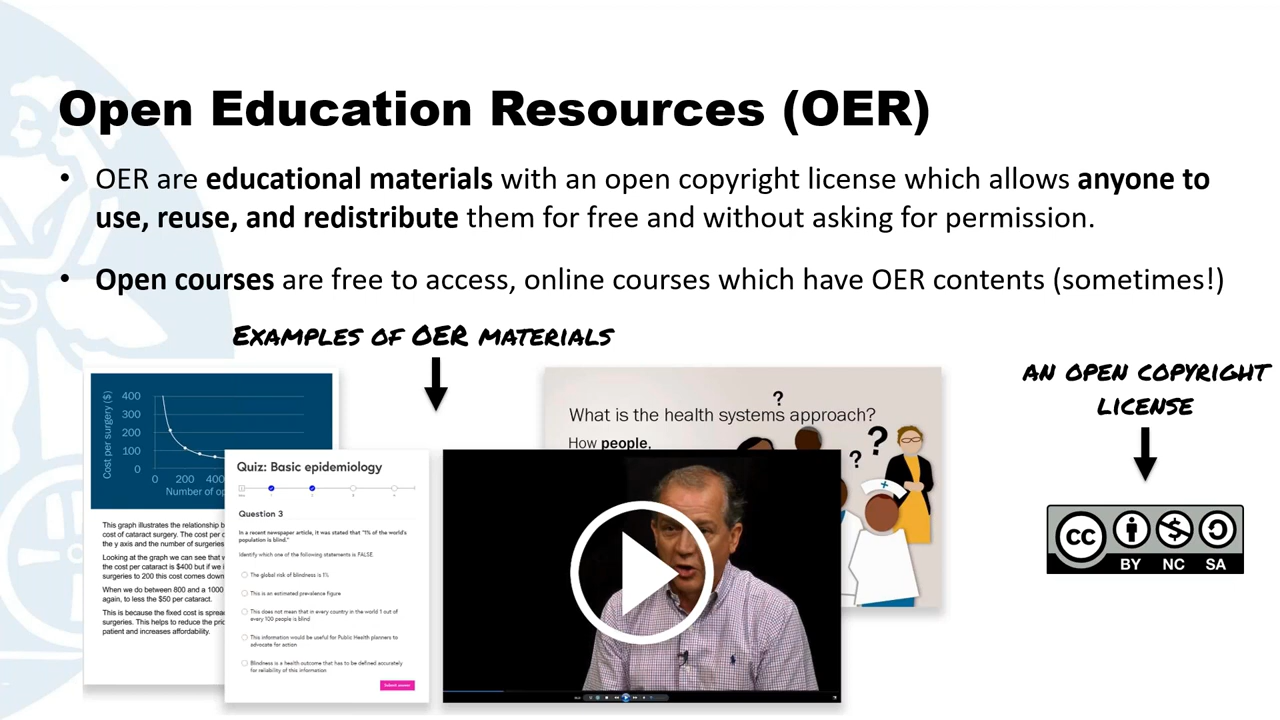 Open Education Resources (OER)
• OER are educational materials with an open copyright license which allows anyone to
use, reuse, and redistribute them for free and without asking for permission.
• Open courses are free to access, online courses which have OER contents (sometimes!)
Examples of OER materials
an open copyright
license
Cost per surgery ($)
400
300
200
100
0
0 200 400
Number of op
This graph illustrates the relationship b
cost of cataract surgery. The cost per c
the y axis and the number of surgeries
Looking at the graph we can see that w
the cost per cataract is $400 but if we i
surgeries to 200 this cost comes down
When we do between 800 and a 1000
again, to less the $50 per cataract.
This is because the fixed cost is sprea
surgeries. This helps to reduce the pric
patient and increases affordability.
Quiz: Basic epidemiology
Question 3
In a recent newspaper article, it was stated that "1% of the world's
population is blind."
Identify which one of the following statements is FALSE.
The global risk of blindness is 1%
This is an estimated prevalence figure
This does not mean that in every country in the world 1 out of
every 100 people is blind
This information would be useful for Public Health planners to
advocate for action
Blindness is a health outcome that has to be defined accurately
for reliability of this information
Submit answer
What is the health systems approach?
How people,
?
?
?
CC
BY NC SA